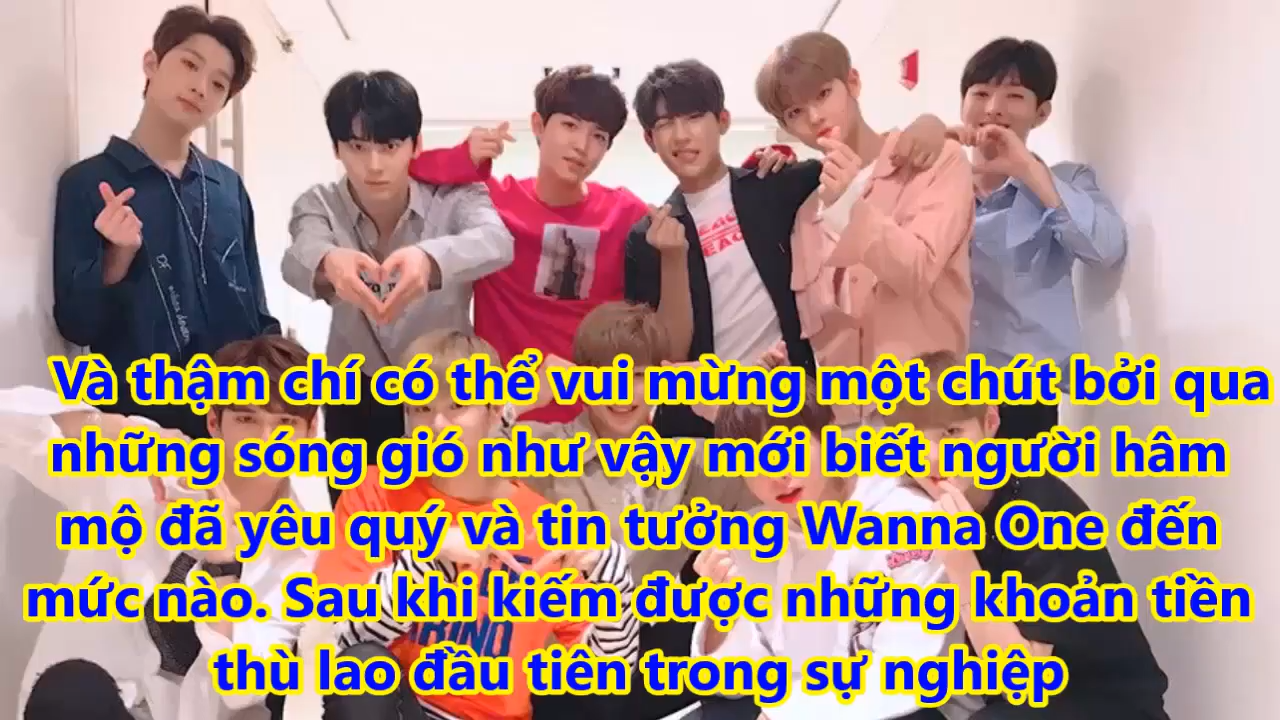 Và thậm chí có thể vui mừng một chút bởi qua
những sóng gió như vậy mới biết người hâm
mộ đã yêu quý và tin tưởng Wanna One đến
mức nào. Sau khi kiếm được những khoản tiền
thù lao đầu tiên trong sự nghiệp